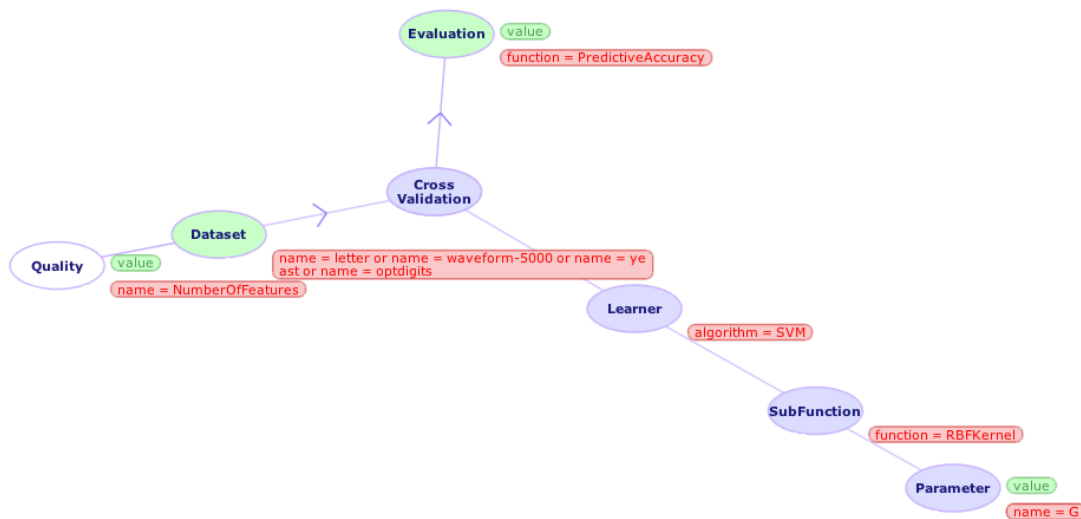 Evaluation
value
function = PredictiveAccuracy
Cross
Validation
Dataset
Quality
value
name = NumberOfFeatures
name = letter or name = waveform-5000 or name = ye
ast or name = optdigits
Learner
algorithm = SVM
SubFunction
function = RBFKernel
Parameter
value
name = G